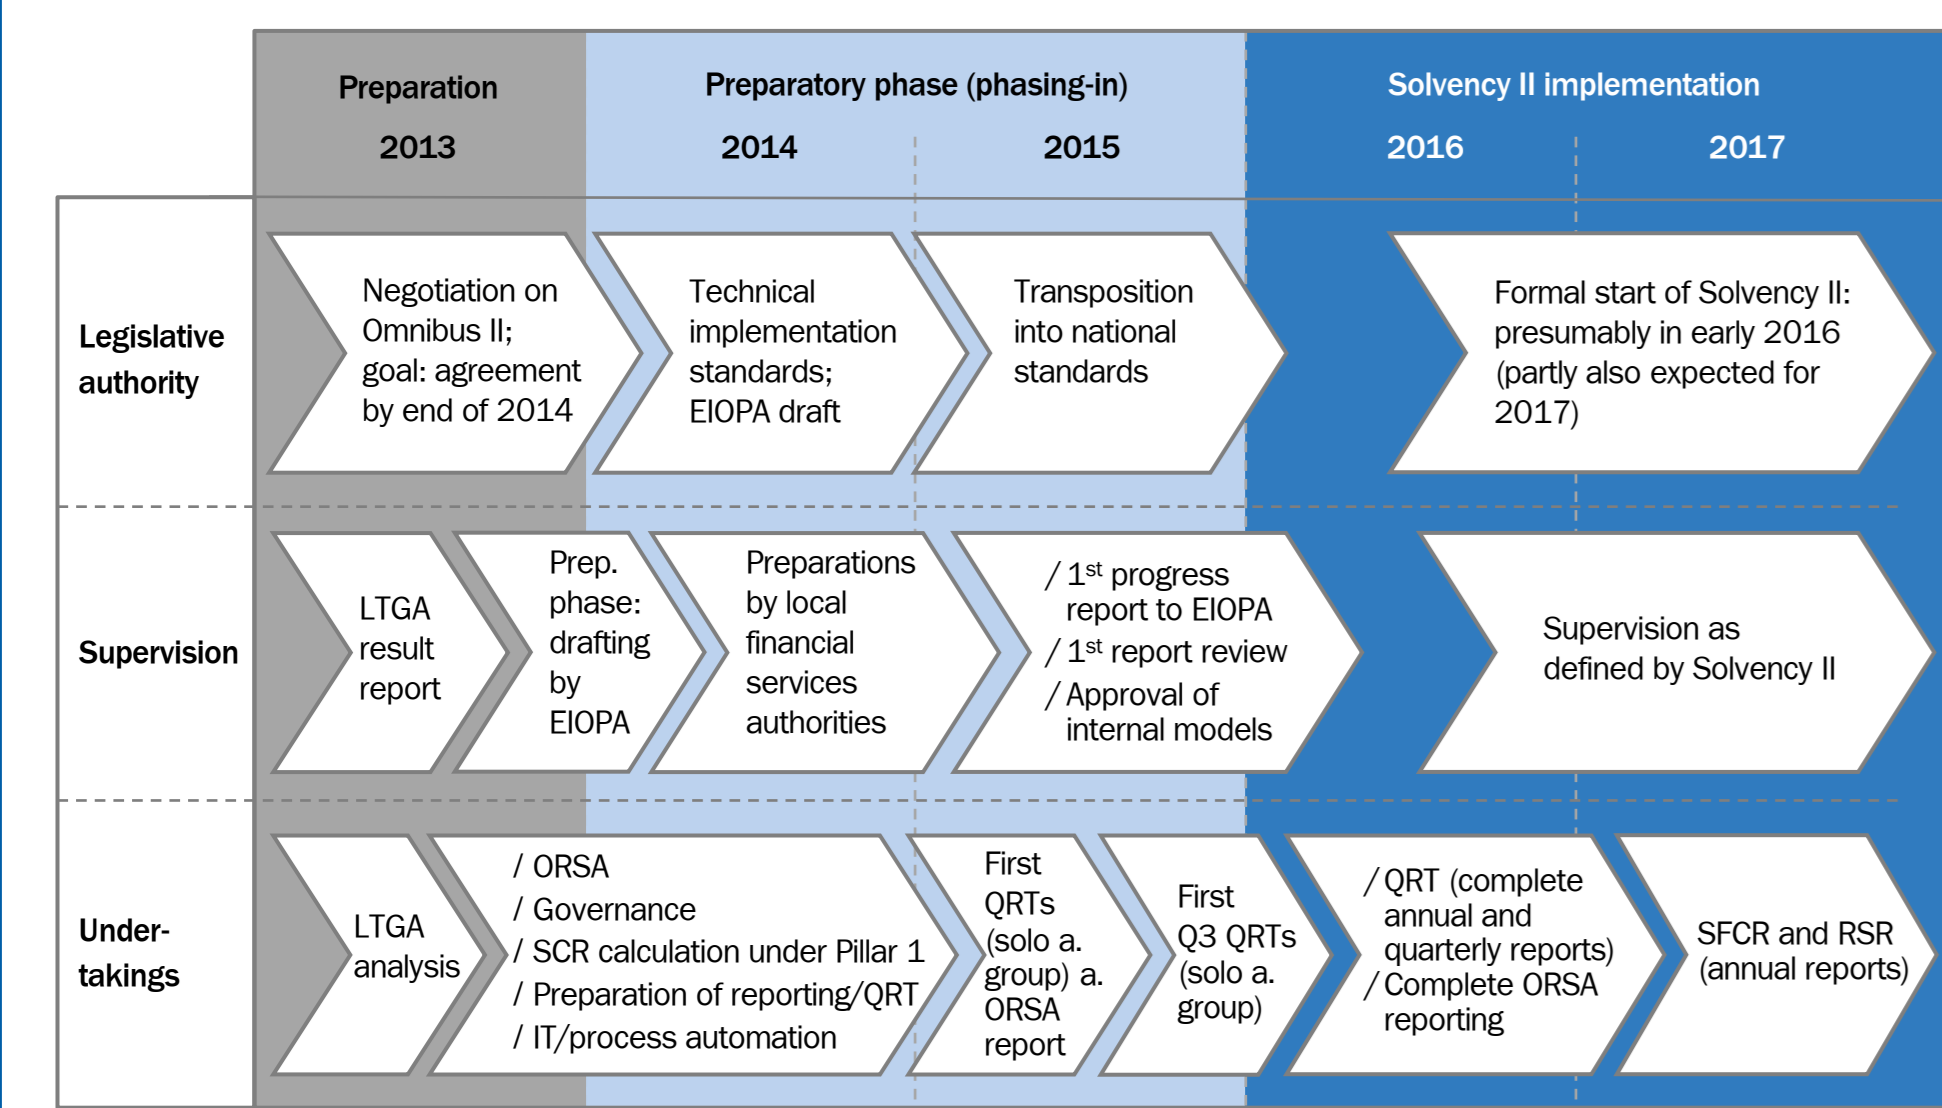 Preparation
Preparatory phase (phasing-in)
Solvency II implementation
2013
2014
2015
2016
2017
Legislative
authority
Negotiation on
Omnibus II;
goal: agreement
by end of 2014
Technical
implementation
standards;
EIOPA draft
Transposition
into national
standards
Formal start of Solvency II:
presumably in early 2016
(partly also expected for
2017)
Supervision
LTGA
result
report
Prep.
phase:
drafting
by
EIOPA
Preparations
by local
financial
services
authorities
/ 1st progress
report to EIOPA
/ 1st report review
/ Approval of
internal models
Supervision as
defined by Solvency II
Under-
takings
LTGA
analysis
/ ORSA
/ Governance
/ SCR calculation under Pillar 1
/ Preparation of reporting/QRT
/ IT/process automation
First
QRTs
(solo a.
group) a.
ORSA
report
First
Q3 QRTs
(solo a.
group)
/ QRT (complete
annual and
quarterly reports)
/ Complete ORSA
reporting
SFCR and RSR
(annual reports)